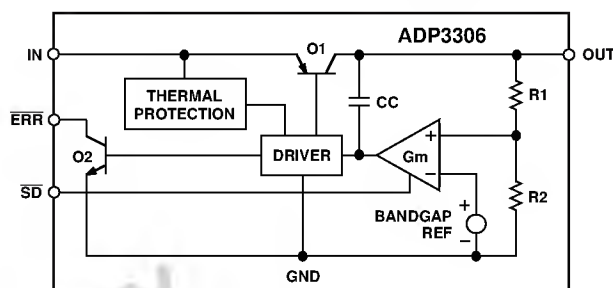 ADP3306
IN
O1
OUT
THERMAL
PROTECTION
CC
R1
ERR
O2
DRIVER
Gm
+
−
SD
R2
BANDGAP
REF
+
−
GND